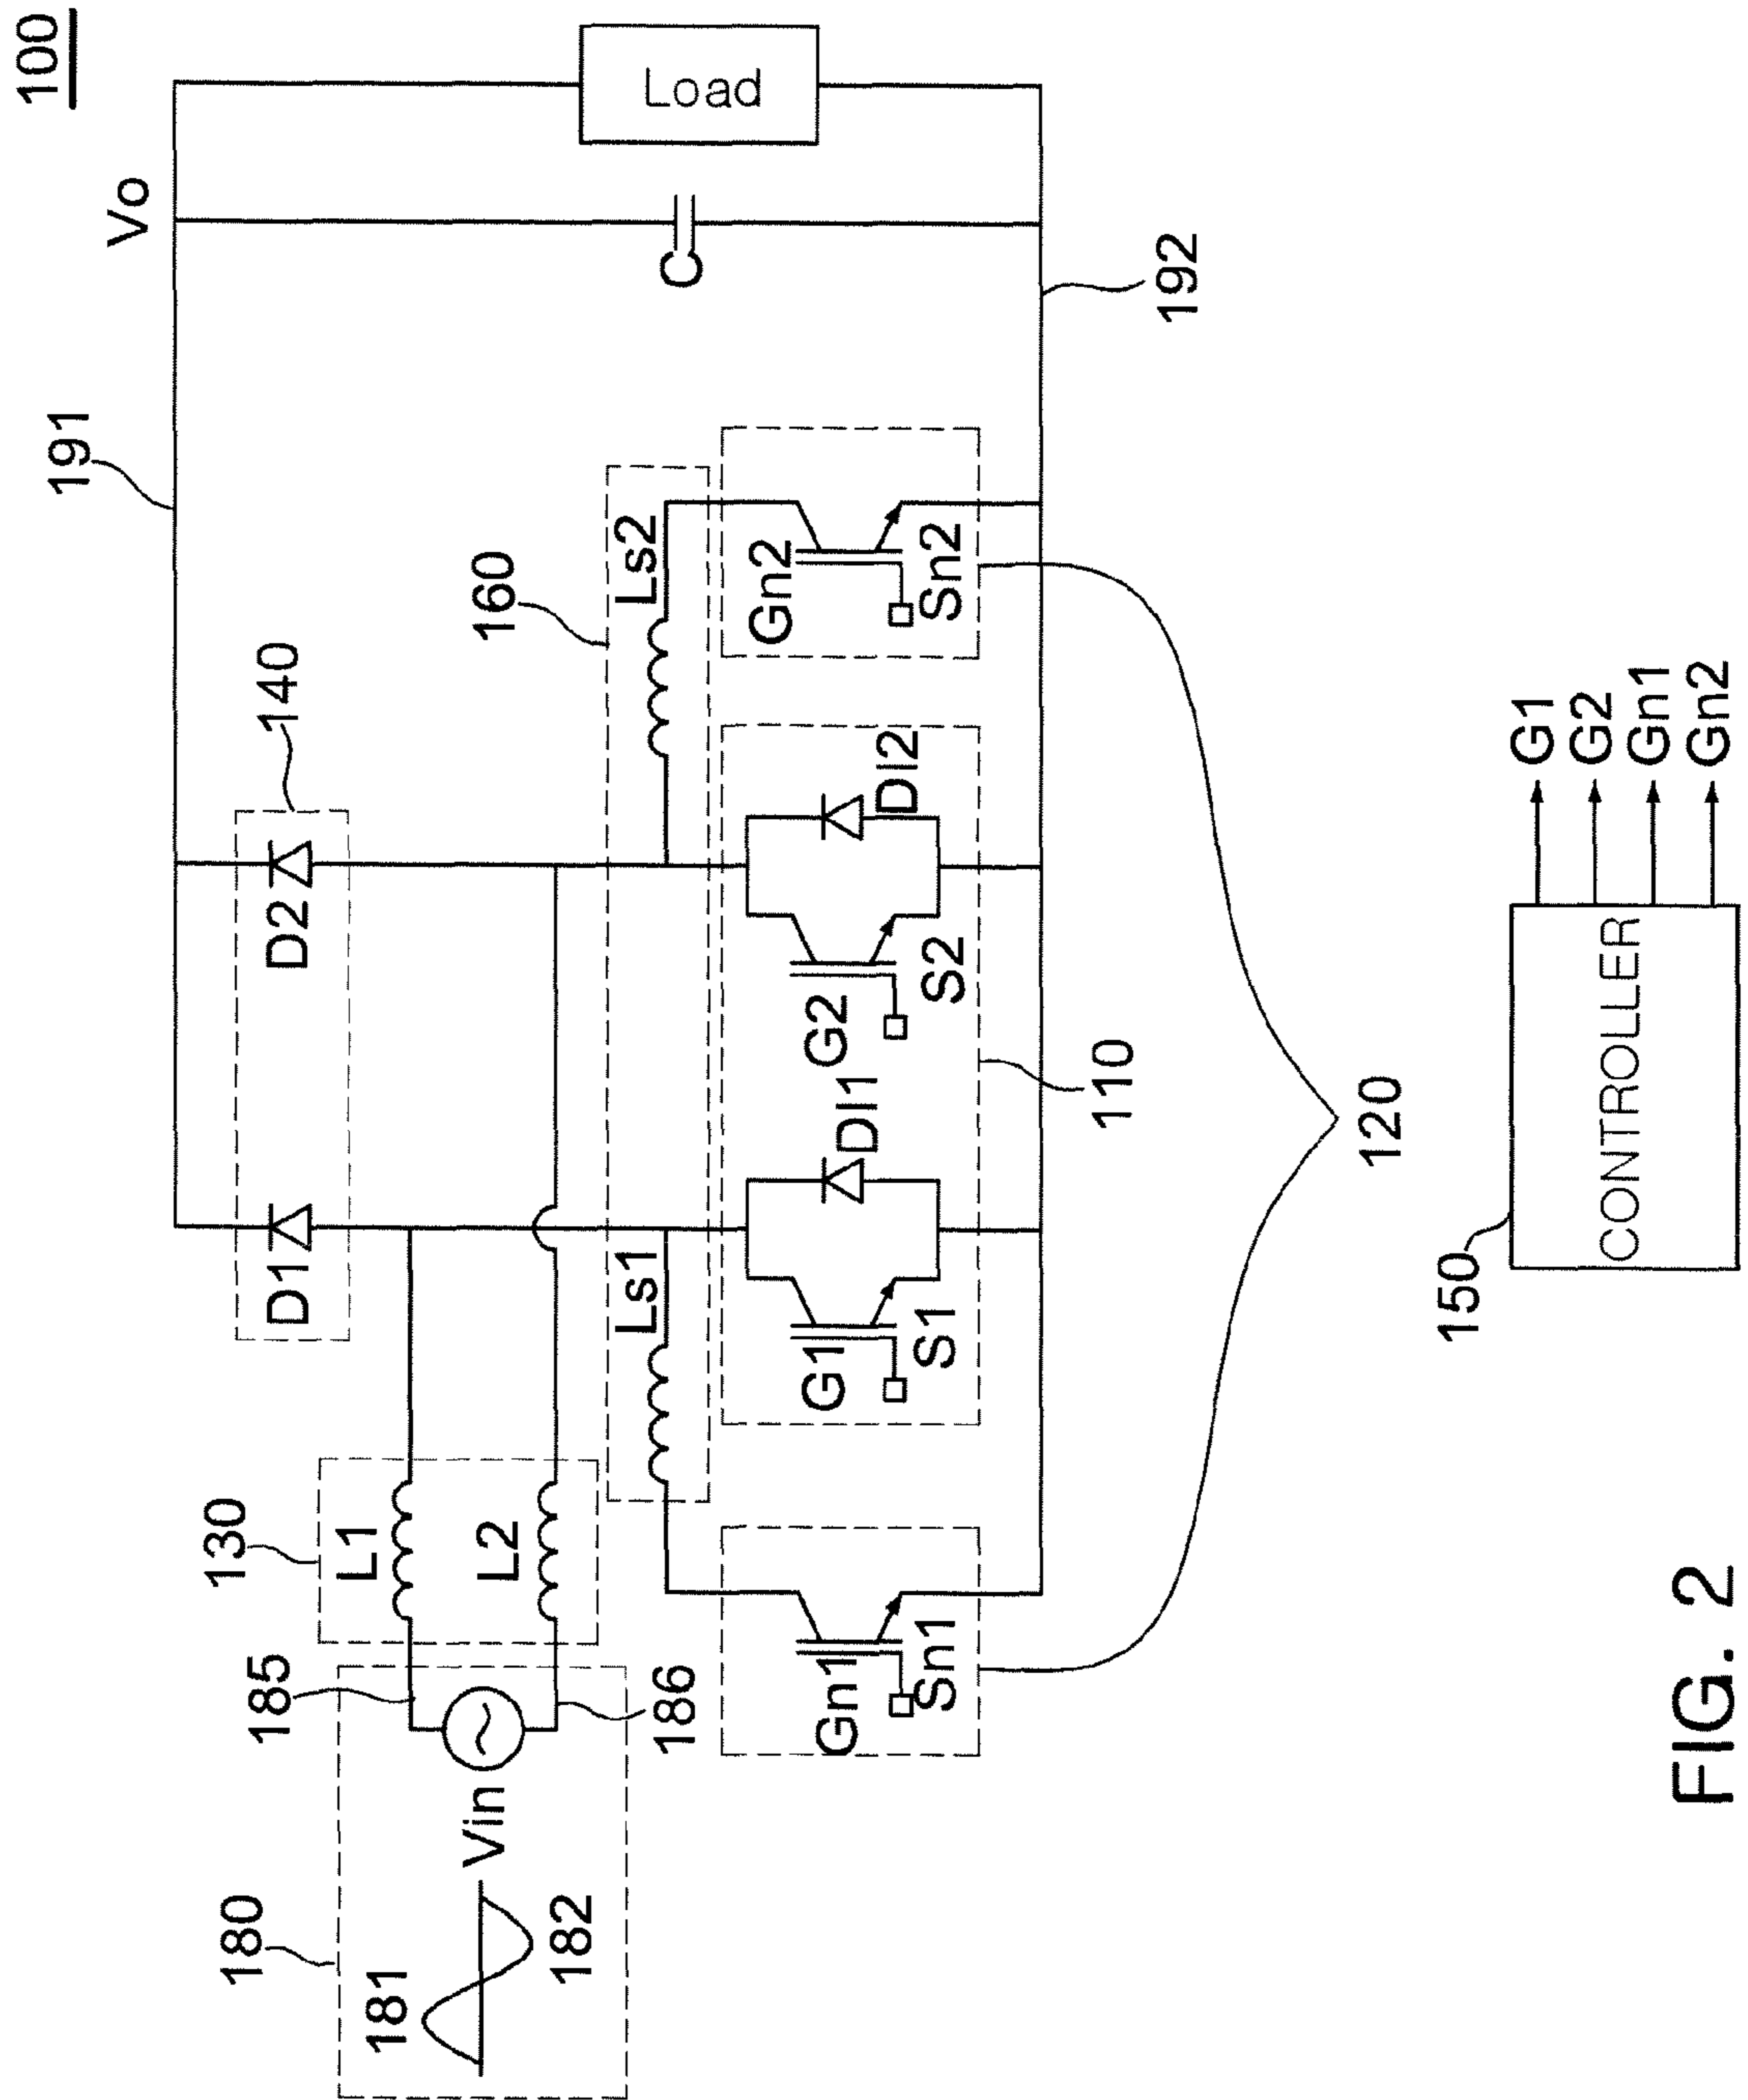 100
191
Vo
140
D1
D2
Load
130
L1
L2
185
186
180
181
182
Vin
160
Ls1
Ls2
C
Gn1
Sn1
G1
S1
DI1
G2
S2
DI2
Gn2
Sn2
192
110
120
150
CONTROLLER
G1
G2
Gn1
Gn2
FIG. 2